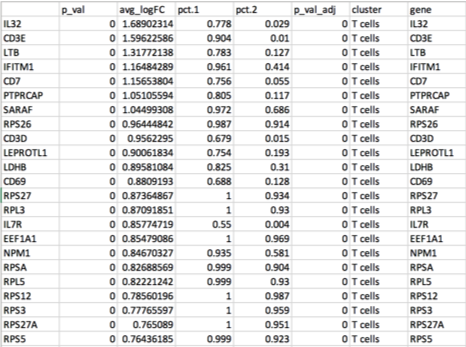 p_val avg_logFC pct.1 pct.2 p_val_adj cluster gene
IL32 0 1.68902314 0.778 0.029 0 T cells IL32
CD3E 0 1.59622586 0.904 0.01 0 T cells CD3E
LTB 0 1.31772138 0.783 0.127 0 T cells LTB
IFITM1 0 1.16484289 0.961 0.414 0 T cells IFITM1
CD7 0 1.15653804 0.756 0.055 0 T cells CD7
PTPRCAP 0 1.05105594 0.805 0.117 0 T cells PTPRCAP
SARAF 0 1.04499308 0.972 0.686 0 T cells SARAF
RPS26 0 0.96444842 0.987 0.914 0 T cells RPS26
CD3D 0 0.9562295 0.679 0.015 0 T cells CD3D
LEPROTL1 0 0.90061834 0.754 0.193 0 T cells LEPROTL1
LDHB 0 0.89581084 0.825 0.31 0 T cells LDHB
CD69 0 0.8809193 0.688 0.128 0 T cells CD69
RPS27 0 0.87364867 1 0.934 0 T cells RPS27
RPL3 0 0.87091851 1 0.93 0 T cells RPL3
IL7R 0 0.85774719 0.55 0.004 0 T cells IL7R
EEF1A1 0 0.85479086 1 0.969 0 T cells EEF1A1
NPM1 0 0.84670327 0.935 0.581 0 T cells NPM1
RPSA 0 0.82688569 0.999 0.904 0 T cells RPSA
RPL5 0 0.82221242 0.999 0.93 0 T cells RPL5
RPS12 0 0.78560196 1 0.987 0 T cells RPS12
RPS3 0 0.77765597 1 0.959 0 T cells RPS3
RPS27A 0 0.765089 1 0.951 0 T cells RPS27A
RPS5 0 0.76436185 0.999 0.923 0 T cells RPS5